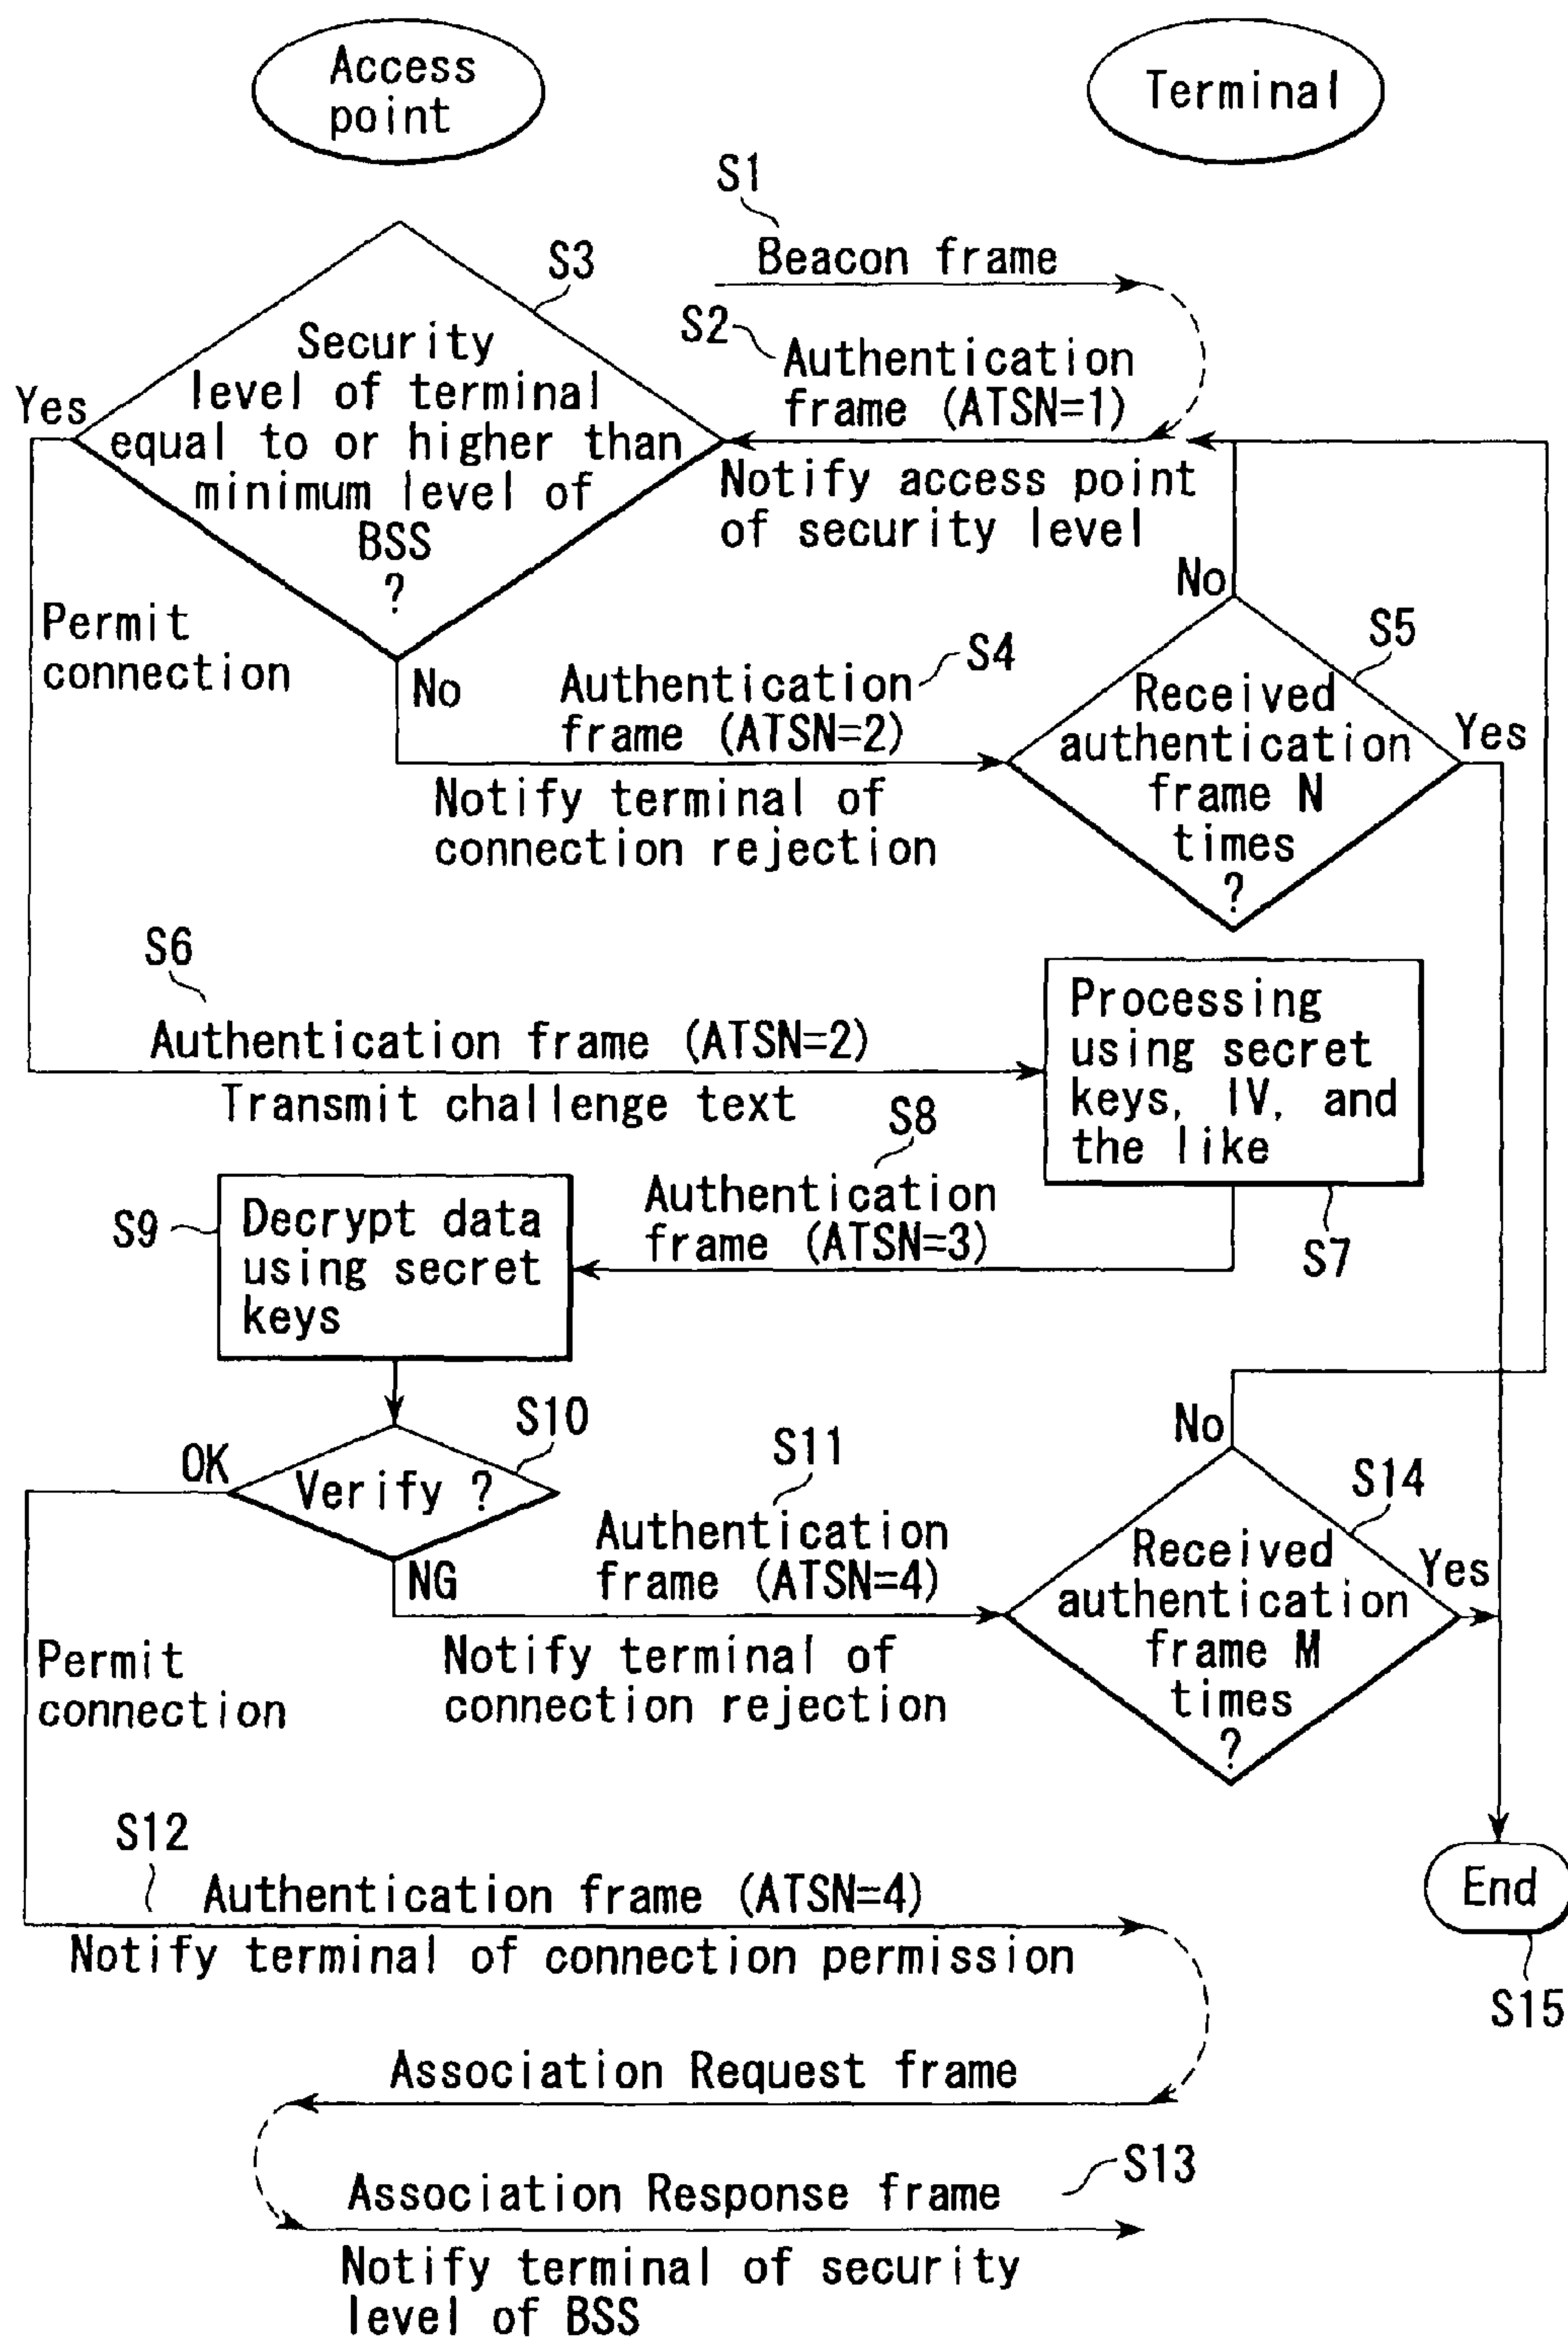 Access
point
Terminal
S1
Beacon frame
S3
S2
Authentication
frame (ATSN=1)
Security
level of terminal
equal to or higher than
minimum level of
BSS
?
Yes
Notify access point
of security level
No
Permit
connection
No
S4
Authentication
frame (ATSN=2)
Notify terminal of
connection rejection
S5
Received
authentication
frame N
times
?
Yes
S6
Authentication frame (ATSN=2)
Transmit challenge text
Processing
using secret
keys, IV, and
the like
S7
S8
Authentication
frame (ATSN=3)
S9
Decrypt data
using secret
keys
S10
OK
Verify ?
NG
S11
Authentication
frame (ATSN=4)
Notify terminal of
connection rejection
No
S14
Received
authentication
frame M
times
?
Yes
Permit
connection
S12
Authentication frame (ATSN=4)
Notify terminal of connection permission
End
S15
Association Request frame
S13
Association Response frame
Notify terminal of security
level of BSS